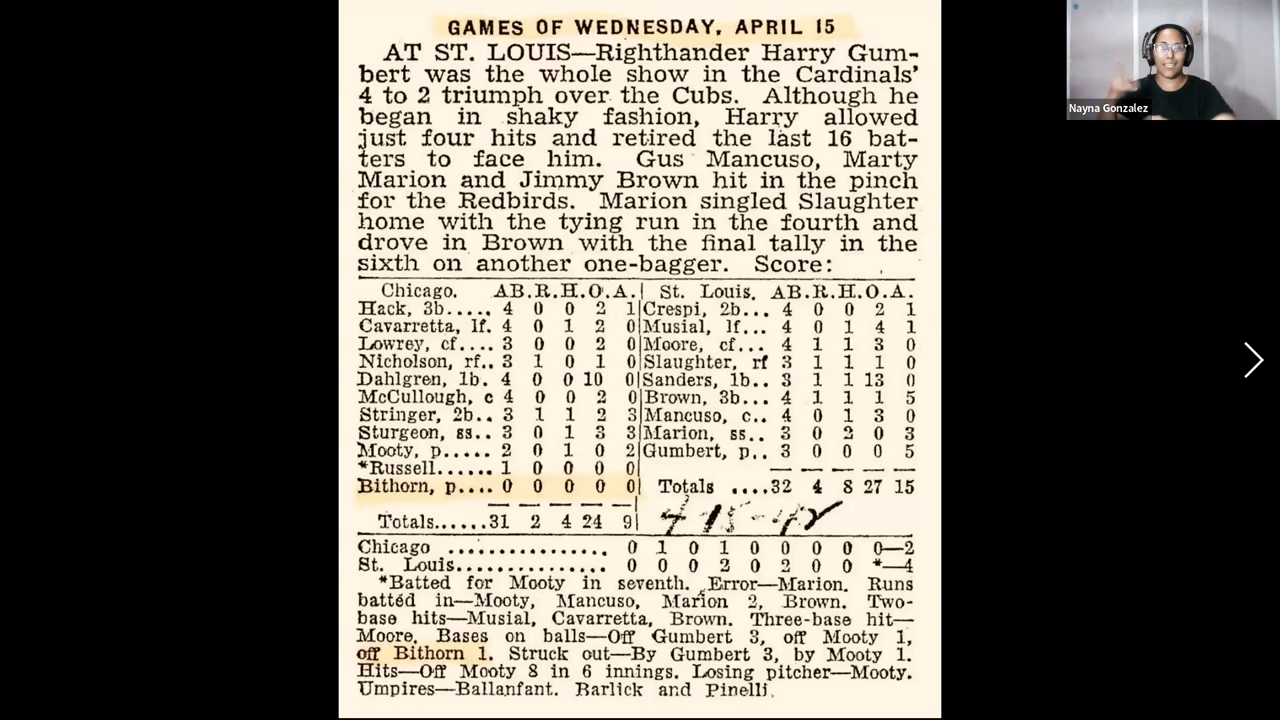 GAMES OF WEDNESDAY, APRIL 15
AT ST. LOUIS—Righthander Harry Gum-
bert was the whole show in the Cardinals'
4 to 2 triumph over the Cubs. Although he
began in shaky fashion, Harry allowed
just four hits and retired the last 16 bat-
ters to face him. Gus Mancuso, Marty
Marion and Jimmy Brown hit in the pinch
for the Redbirds. Marion singled Slaughter
home with the tying run in the fourth and
drove in Brown with the final tally in the
sixth on another one-bagger. Score:
Chicago. AB.R.H.O.A. St. Louis. AB.R.H.O.A.
Hack, 3b..... 4 0 0 2 1 Crespi, 2b... 4 0 0 2 1
Cavarretta, lf. 4 0 1 2 0 Musial, lf... 4 0 1 4 1
Lowrey, cf.... 3 0 0 2 0 Moore, cf... 4 1 1 3 0
Nicholson, rf.. 3 1 0 1 0 Slaughter, rf 3 1 1 1 0
Dahlgren, 1b. 4 0 0 10 0 Sanders, 1b.. 3 1 1 13 0
McCullough, c 4 0 0 2 0 Brown, 3b... 4 1 1 1 5
Stringer, 2b.. 3 1 1 2 3 Mancuso, c.. 4 0 1 3 0
Sturgeon, ss.. 3 0 1 3 3 Marion, ss.. 3 0 2 0 3
Mooty, p..... 2 0 1 0 2 Gumbert, p.. 3 0 0 0 5
*Russell...... 1 0 0 0 0
Bithorn, p.... 0 0 0 0 0 Totals ....32 4 8 27 15
Totals......31 2 4 24 9 4-15-42
Chicago ............... 0 1 0 1 0 0 0 0 0—2
St. Louis.............. 0 0 0 2 0 2 0 0 *—4
*Batted for Mooty in seventh. Error—Marion. Runs
batted in—Mooty, Mancuso, Marion 2, Brown. Two-
base hits—Musial, Cavarretta, Brown. Three-base hit—
Moore. Bases on balls—Off Gumbert 3, off Mooty 1,
off Bithorn 1. Struck out—By Gumbert 3, by Mooty 1.
Hits—Off Mooty 8 in 6 innings. Losing pitcher—Mooty.
Umpires—Ballanfant. Barlick and Pinelli.
Nayna Gonzalez